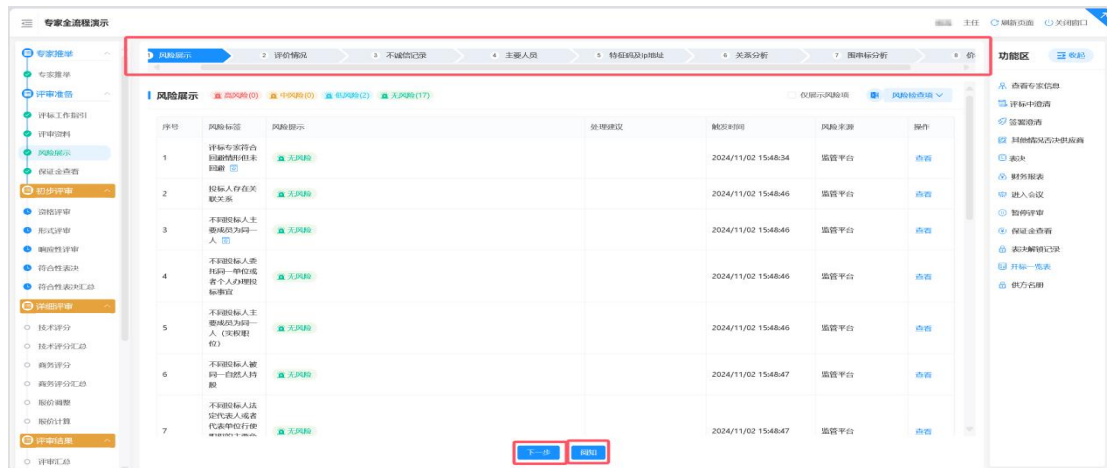 专家全流程演示
主任 刷新页面 关闭窗口
专家推举
专家推举
评审准备
评标工作指引
评审资料
风险展示
保证金查看
初步评审
资格评审
形式评审
响应性评审
符合性表决
符合性表决汇总
详细评审
技术评分
技术评分汇总
商务评分
商务评分汇总
报价调整
报价计算
评审结果
评审汇总
1 风险展示 2 评价情况 3 不诚信记录 4 主要人员 5 特征码及ip地址 6 关系分析 7 围串标分析 8 价
风险展示 高风险(0) 中风险(0) 低风险(2) 无风险(17) 仅展示风险项 风险检查项
序号 风险标签 风险提示 处理建议 触发时间 风险来源 操作
1 评标专家符合回避情形但未回避 无风险 2024/11/02 15:48:34 监管平台 查看
2 投标人存在关联关系 无风险 2024/11/02 15:48:46 监管平台 查看
3 不同投标人主要成员为同一人 无风险 2024/11/02 15:48:46 监管平台 查看
4 不同投标人委托同一单位或者个人办理投标事宜 无风险 2024/11/02 15:48:46 监管平台 查看
5 不同投标人主要成员为同一人（实权职位） 无风险 2024/11/02 15:48:46 监管平台 查看
6 不同投标人被同一自然人持股 无风险 2024/11/02 15:48:47 监管平台 查看
7 不同投标人法定代表人或者代表单位行使 无风险 2024/11/02 15:48:47 监管平台 查看
下一步 阅知
功能区 收起
查看专家信息
评标中澄清
签署澄清
其他情况否决供应商
表决
财务报表
进入会议
暂停评审
保证金查看
表决解锁记录
开标一览表
供方名册